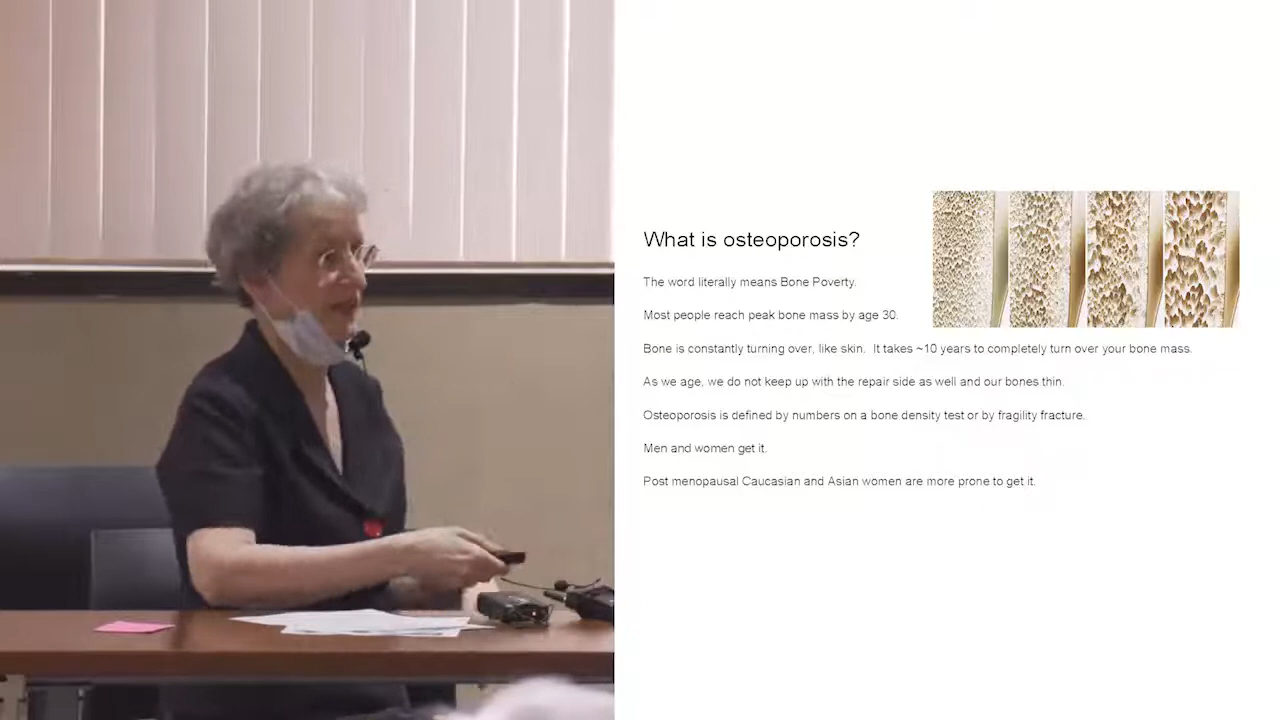 What is osteoporosis?
The word literally means Bone Poverty.
Most people reach peak bone mass by age 30.
Bone is constantly turning over, like skin.  It takes ~10 years to completely turn over your bone mass.
As we age, we do not keep up with the repair side as well and our bones thin.
Osteoporosis is defined by numbers on a bone density test or by fragility fracture.
Men and women get it.
Post menopausal Caucasian and Asian women are more prone to get it.